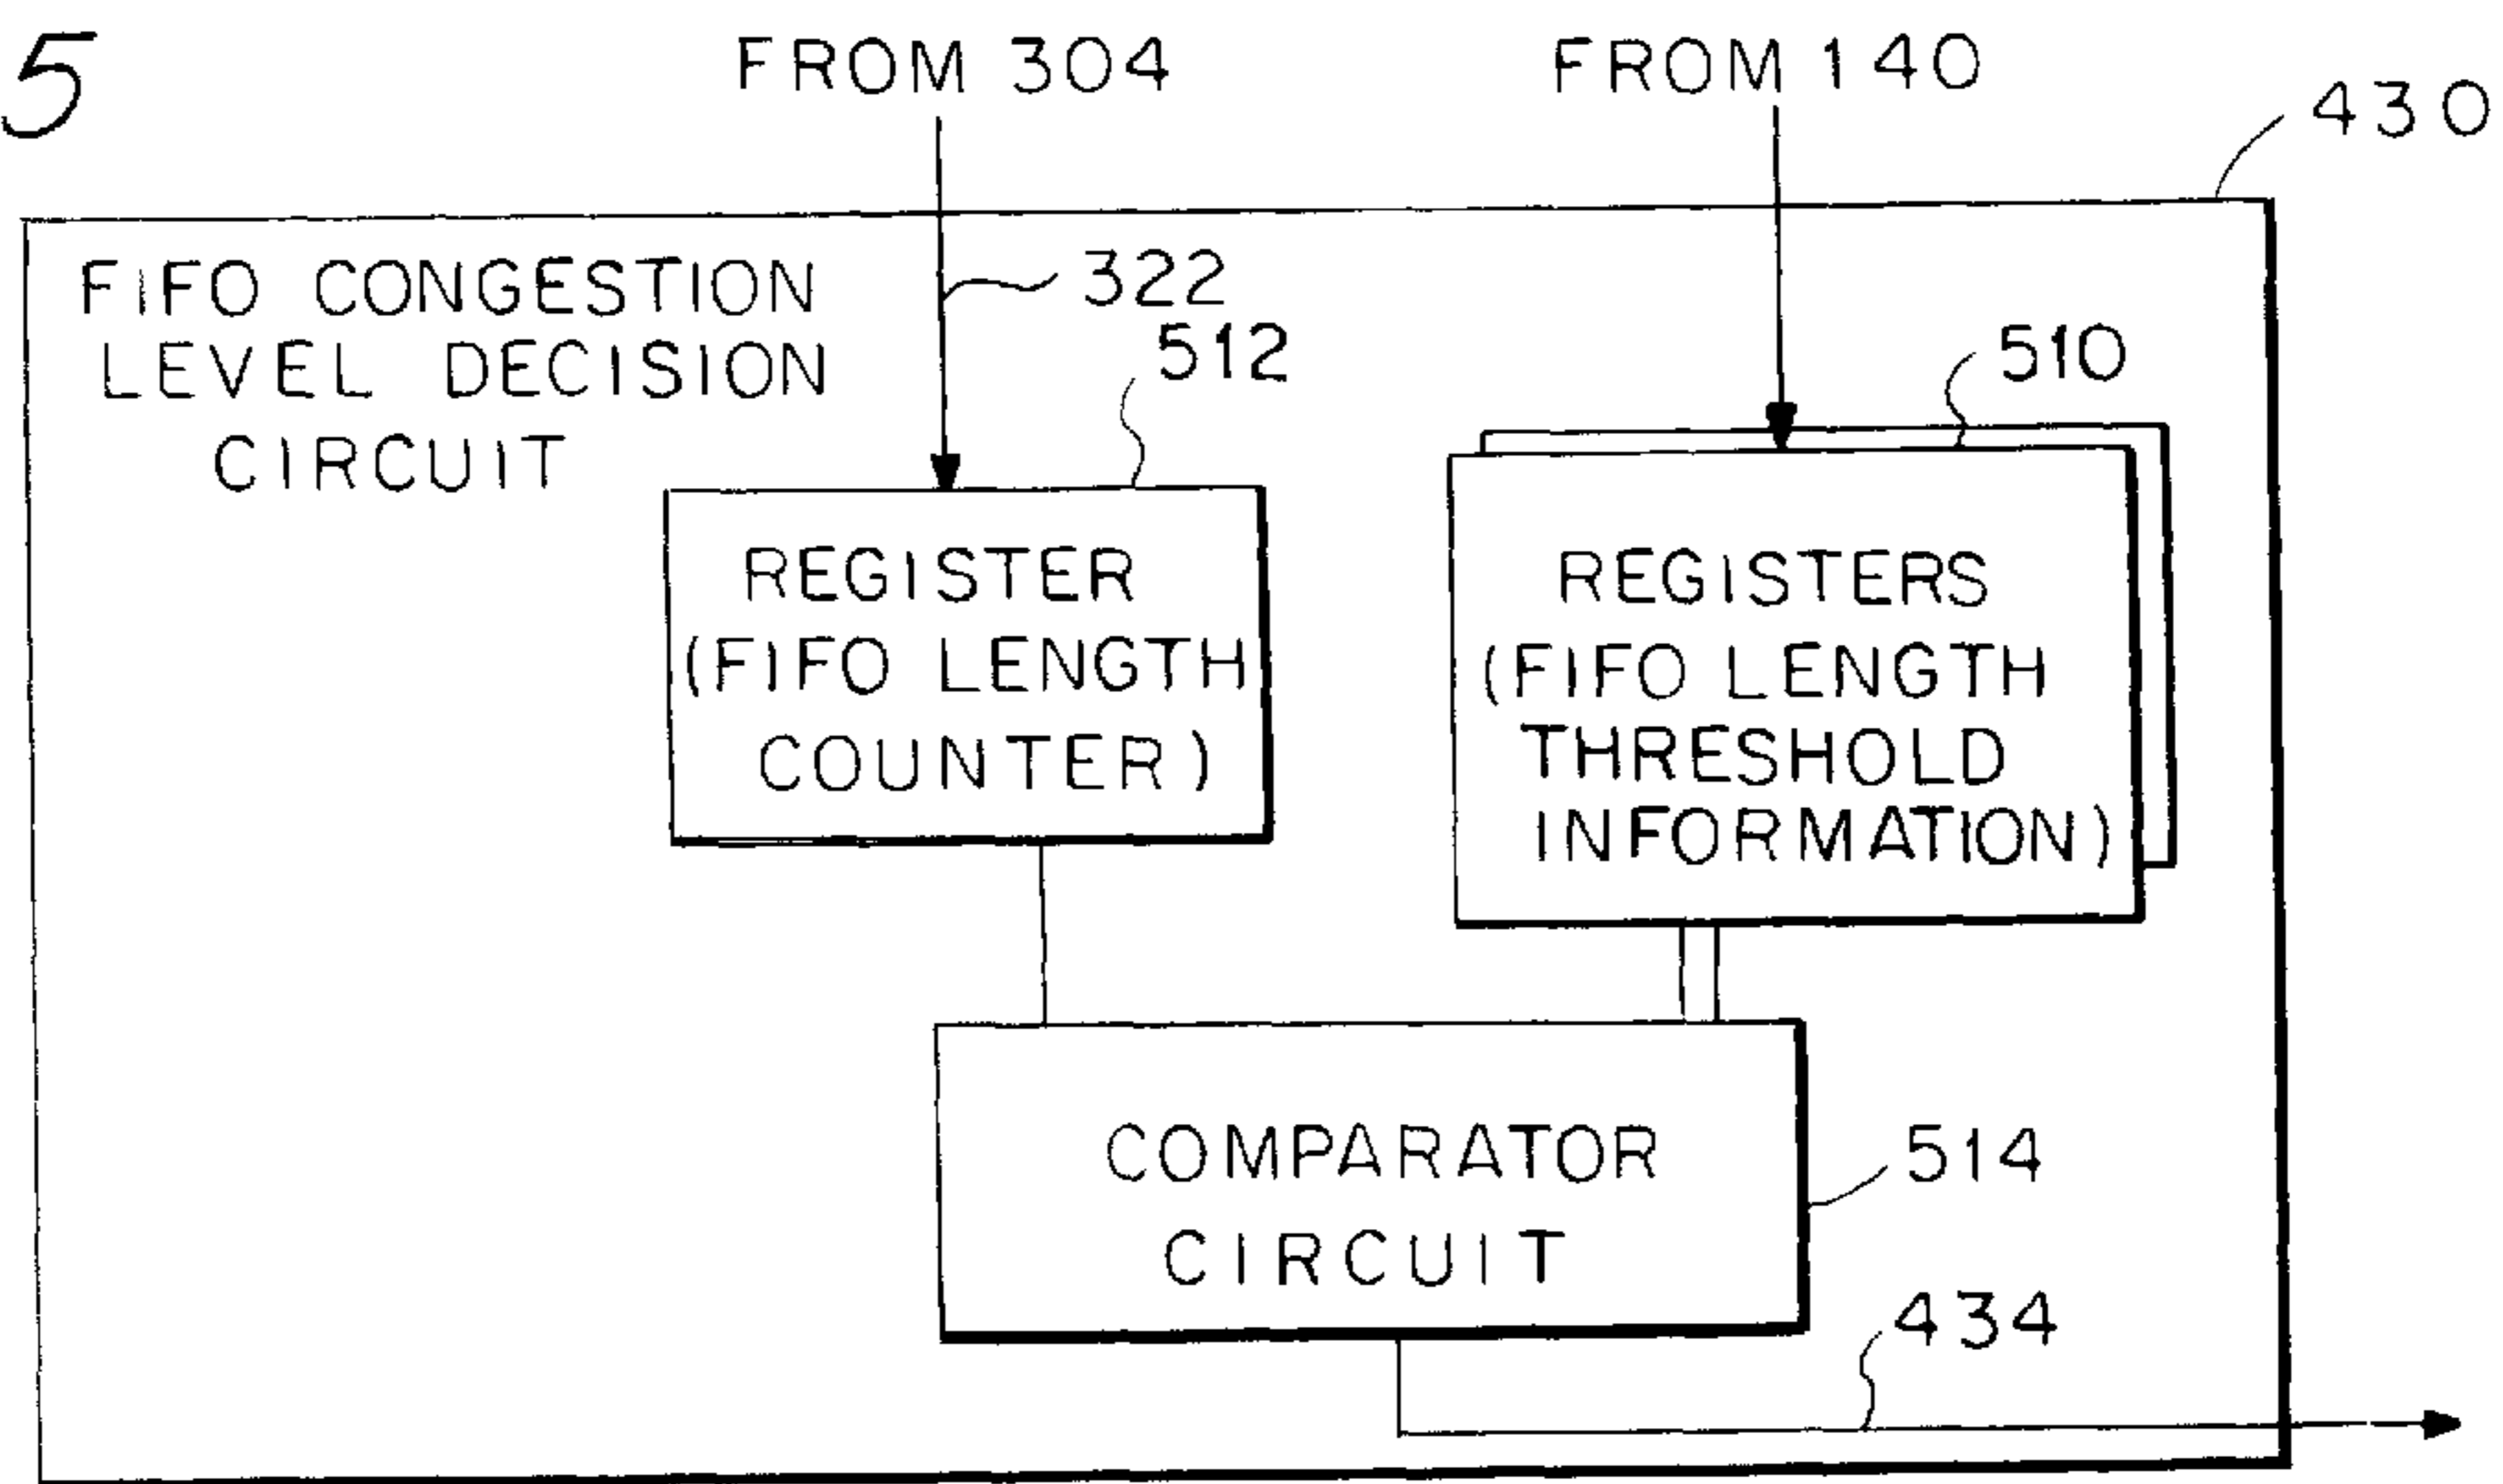 5
FROM 304
FROM 140
430
FIFO CONGESTION
LEVEL DECISION
CIRCUIT
322
512
510
REGISTER
(FIFO LENGTH
COUNTER)
REGISTERS
(FIFO LENGTH
THRESHOLD
INFORMATION)
COMPARATOR
CIRCUIT
514
434